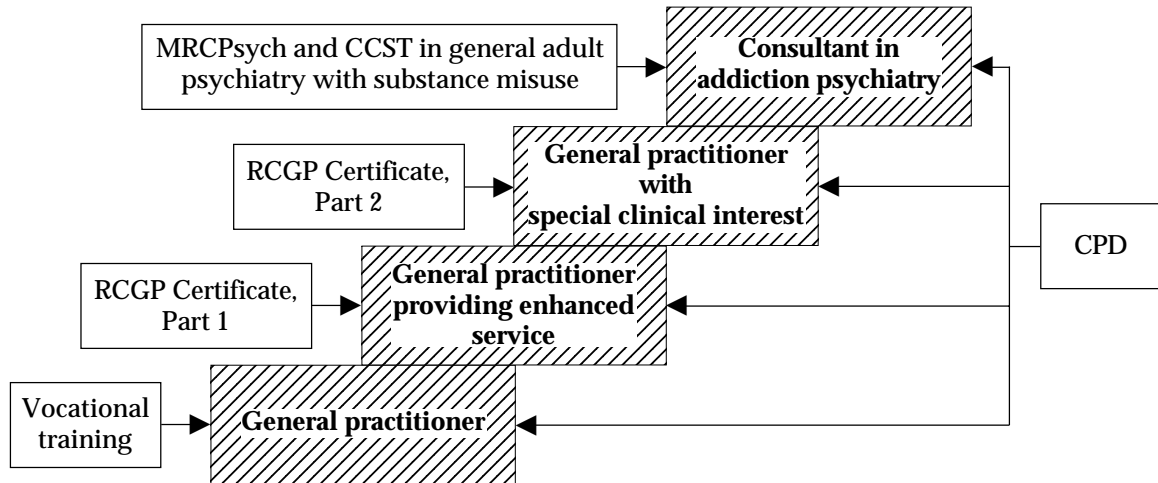 MRCPsych and CCST in general adult
psychiatry with substance misuse
Consultant in
addiction psychiatry
RCGP Certificate,
Part 2
General practitioner
with
special clinical interest
CPD
RCGP Certificate,
Part 1
General practitioner
providing enhanced
service
Vocational
training
General practitioner